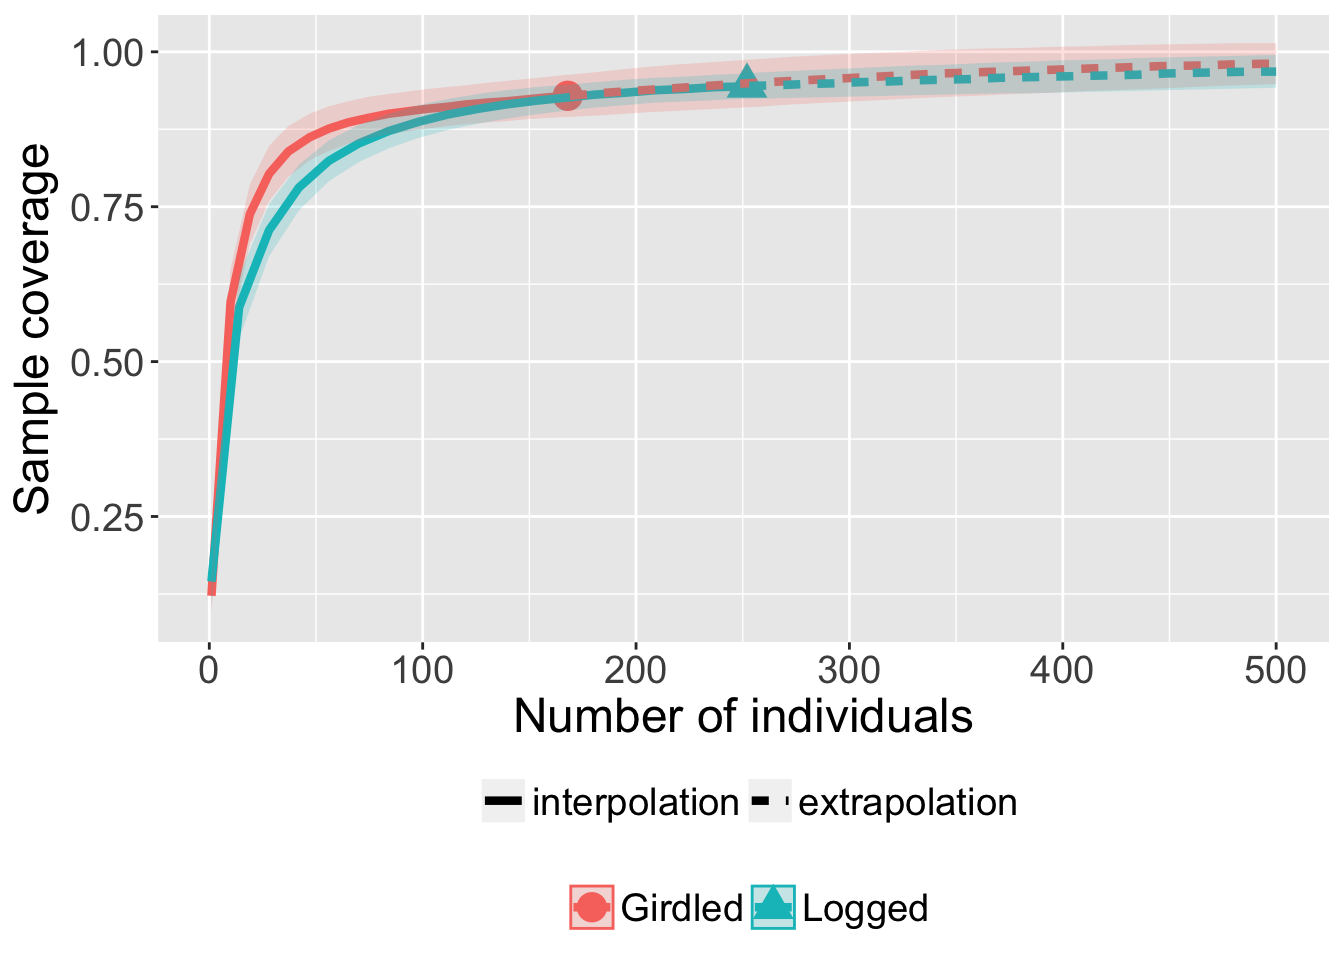 1.00
0.75
0.50
0.25
Sample coverage
0 100 200 300 400 500
Number of individuals
interpolation extrapolation
Girdled Logged